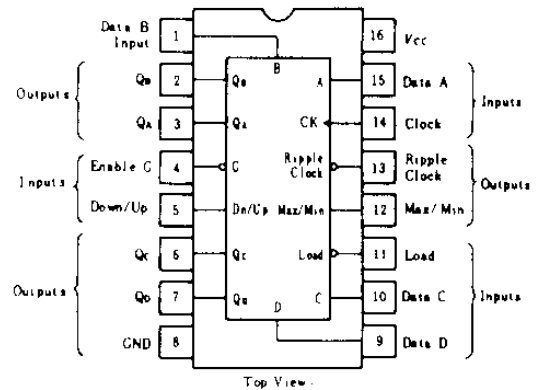 Data B
Input
1
16
Vcc
B
Outputs
QB
2
QB
A
15
Data A
Inputs
QA
3
QA
CK
14
Clock
Inputs
Enable G
4
G
Ripple
Clock
13
Ripple
Clock
Outputs
Down/Up
5
Dn/Up
Max/Min
12
Max/Min
Outputs
QC
6
QC
Load
11
Load
Inputs
QD
7
D
C
10
Data C
GND
8
9
Data D
Top View